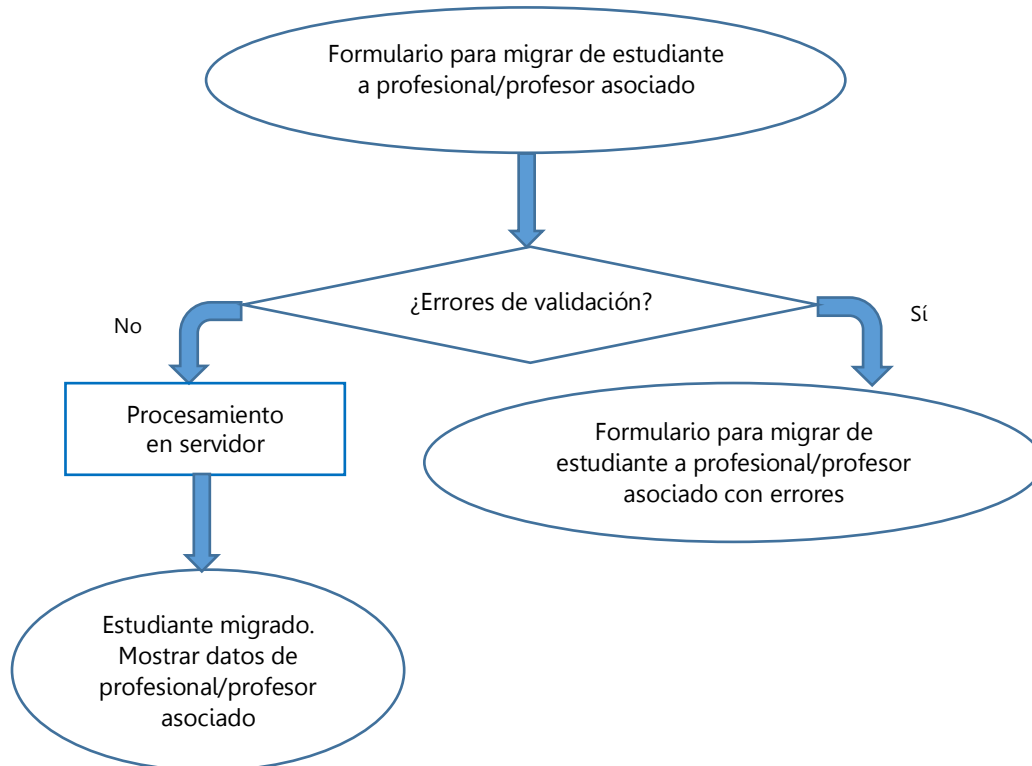 Formulario para migrar de estudiante
a profesional/profesor asociado
¿Errores de validación?
No
Sí
Procesamiento
en servidor
Formulario para migrar de
estudiante a profesional/profesor
asociado con errores
Estudiante migrado.
Mostrar datos de
profesional/profesor
asociado